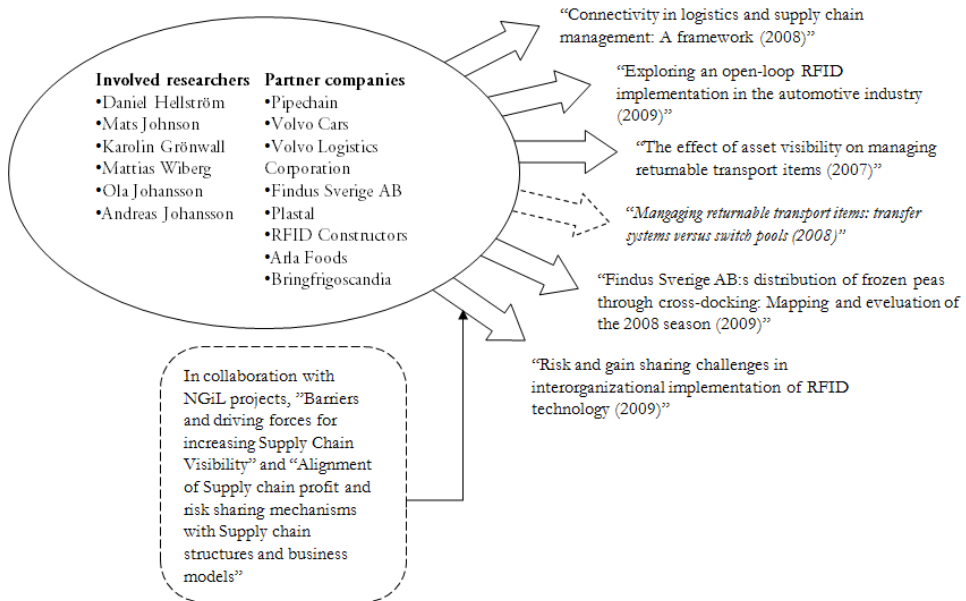 Involved researchers
•Daniel Hellström
•Mats Johnson
•Karolin Grönwall
•Mattias Wiberg
•Ola Johansson
•Andreas Johansson
Partner companies
•Pipechain
•Volvo Cars
•Volvo Logistics
Corporation
•Findus Sverige AB
•Plastal
•RFID Constructors
•Arla Foods
•Bringfrigoscandia
“Connectivity in logistics and supply chain
management: A framework (2008)”
“Exploring an open-loop RFID
implementation in the automotive industry
(2009)”
“The effect of asset visibility on managing
returnable transport items (2007)”
“Mangaging returnable transport items: transfer
systems versus switch pools (2008)”
“Findus Sverige AB:s distribution of frozen peas
through cross-docking: Mapping and eveluation of
the 2008 season (2009)”
“Risk and gain sharing challenges in
interorganizational implementation of RFID
technology (2009)”
In collaboration with
NGiL projects, ”Barriers
and driving forces for
increasing Supply Chain
Visibility” and “Alignment
of Supply chain profit and
risk sharing mechanisms
with Supply chain
structures and business
models”